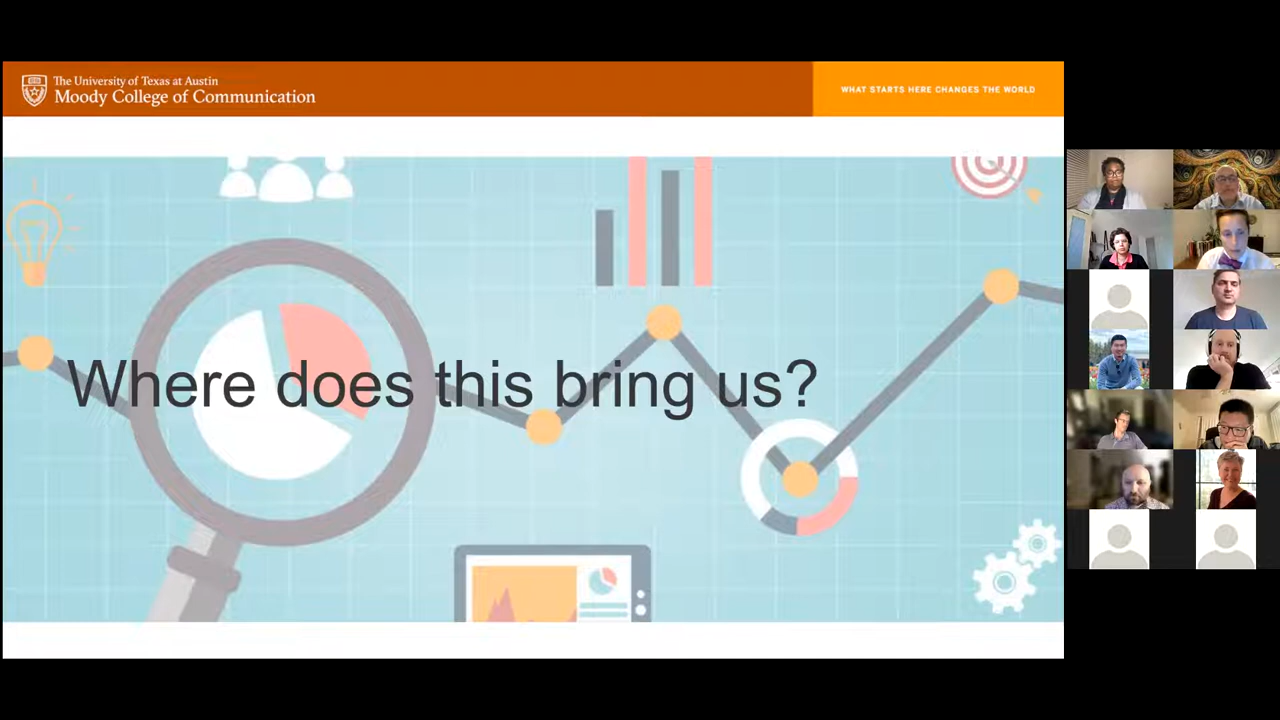 The University of Texas at Austin
Moody College of Communication
WHAT STARTS HERE CHANGES THE WORLD
Where does this bring us?